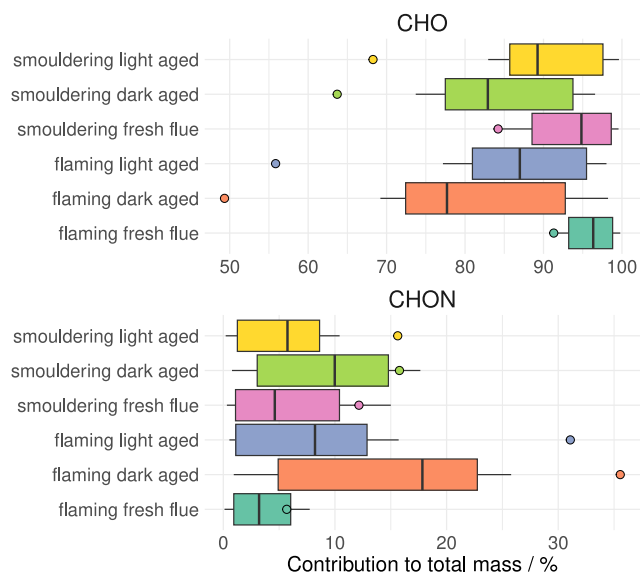 CHO
smouldering light aged
smouldering dark aged
smouldering fresh flue
flaming light aged
flaming dark aged
flaming fresh flue
50 60 70 80 90 100
CHON
smouldering light aged
smouldering dark aged
smouldering fresh flue
flaming light aged
flaming dark aged
flaming fresh flue
0 10 20 30
Contribution to total mass / %